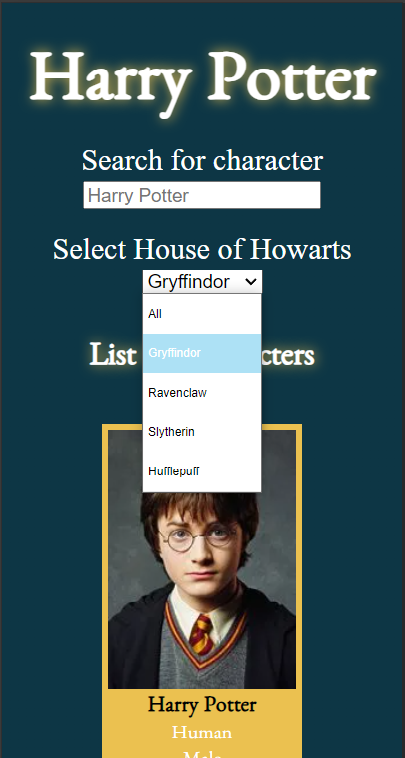 Harry Potter
Search for character
Harry Potter
Select House of Howarts
Gryffindor
All
Gryffindor
List cters
Ravenclaw
Slytherin
Hufflepuff
Harry Potter
Human
Male